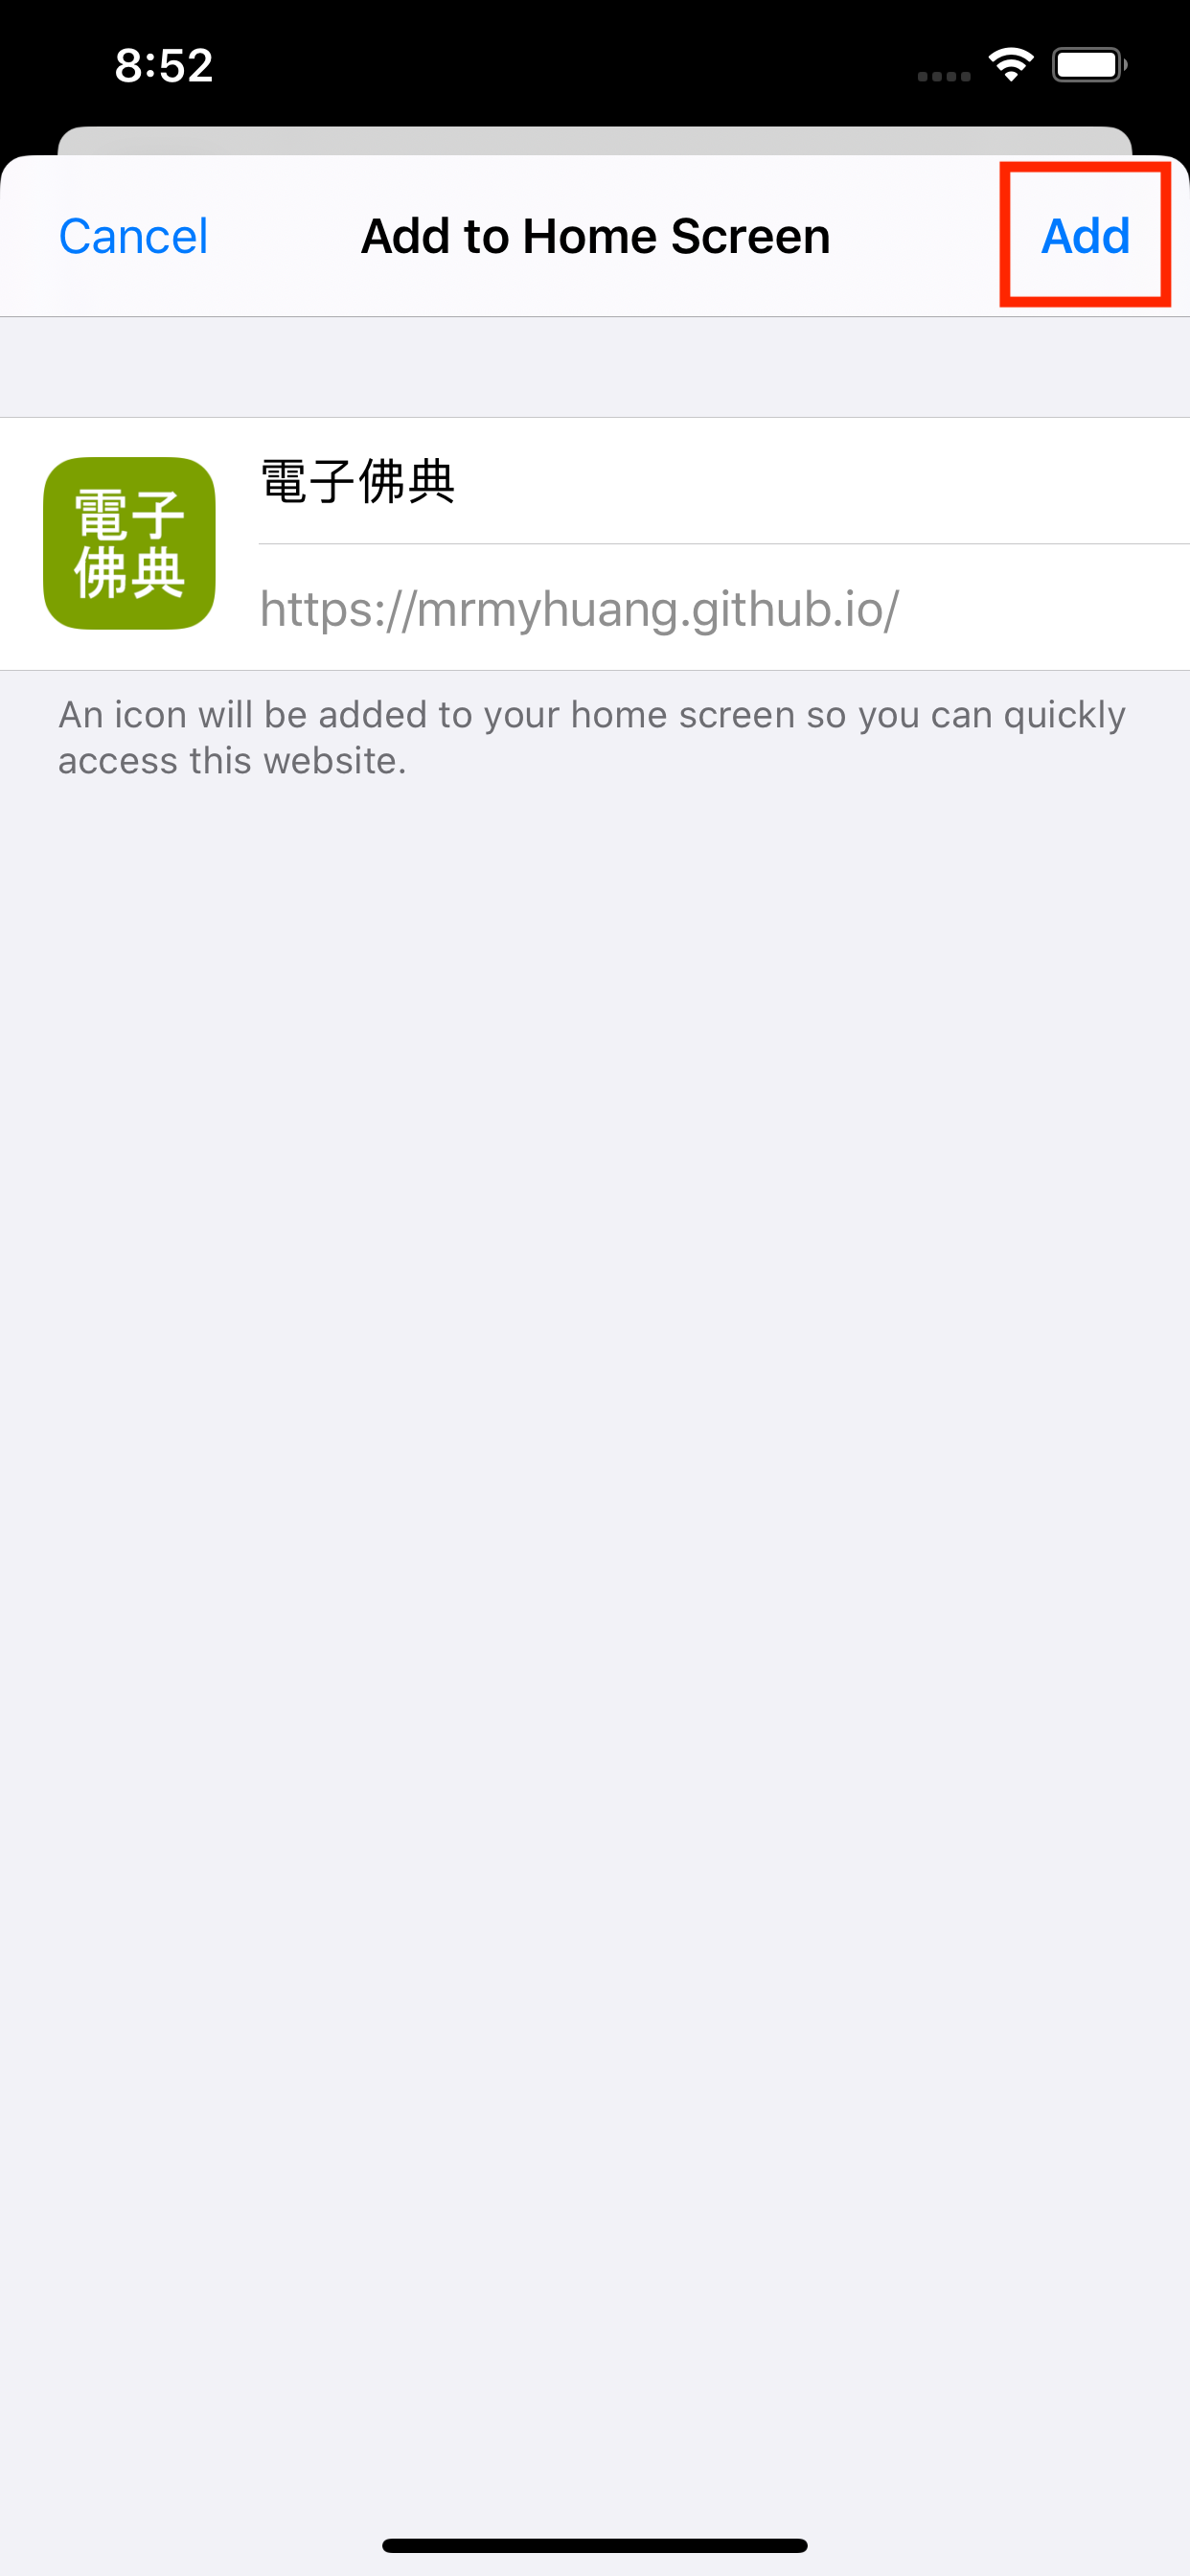 8:52
Cancel
Add to Home Screen
Add
電子
佛典
電子佛典
https://mrmyhuang.github.io/
An icon will be added to your home screen so you can quickly
access this website.